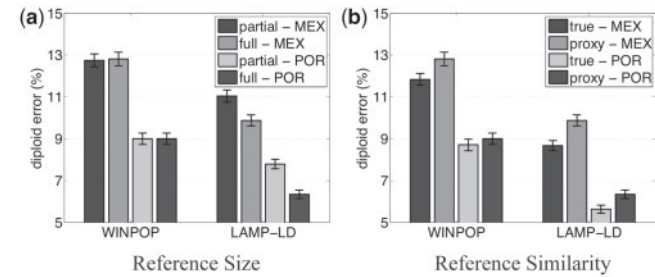 (a)
15
13
11
9
7
5
diploid error (%)
partial – MEX
full – MEX
partial – POR
full – POR
WINPOP
LAMP–LD
Reference Size
(b)
15
13
11
9
7
5
diploid error (%)
true – MEX
proxy – MEX
true – POR
proxy – POR
WINPOP
LAMP–LD
Reference Similarity